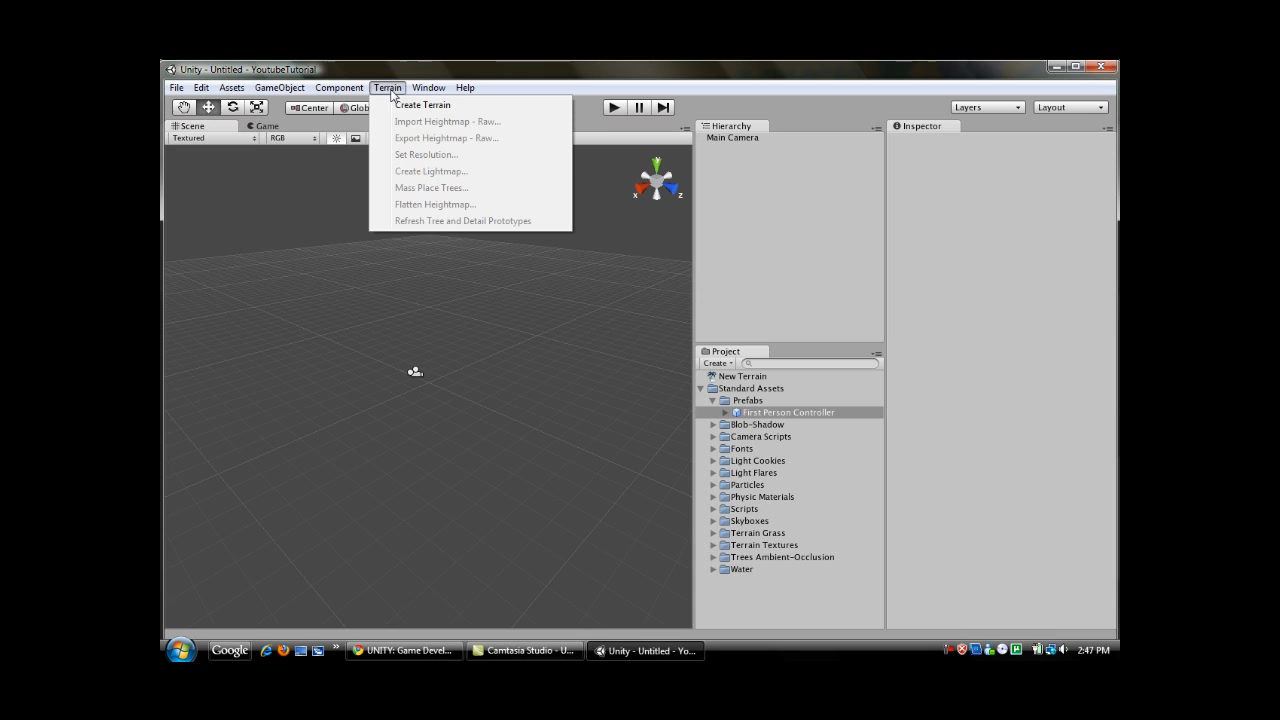 Unity - Untitled - YoutubeTutorial
File Edit Assets GameObject Component Terrain Window Help
Center Glob Layers Layout
Create Terrain
Import Heightmap - Raw...
Export Heightmap - Raw...
Set Resolution...
Create Lightmap...
Mass Place Trees...
Flatten Heightmap...
Refresh Tree and Detail Prototypes
Scene Game
Textured RGB
Hierarchy
Main Camera
Inspector
Project
Create
New Terrain
Standard Assets
Prefabs
First Person Controller
Blob-Shadow
Camera Scripts
Fonts
Light Cookies
Light Flares
Particles
Physic Materials
Scripts
Skyboxes
Terrain Grass
Terrain Textures
Trees Ambient-Occlusion
Water
x z
Google » UNITY: Game Devel... Camtasia Studio - U... Unity - Untitled - Yo... 2:47 PM